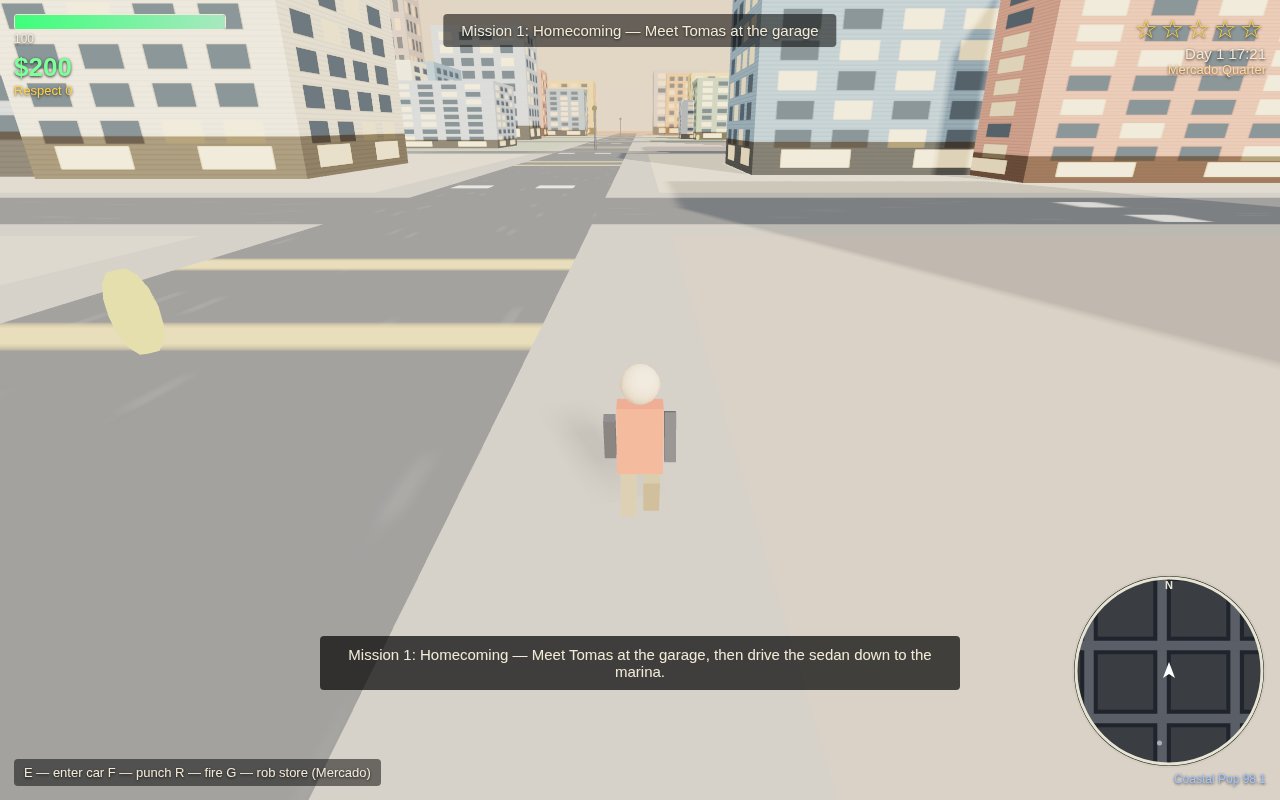 Mission 1: Homecoming — Meet Tomas at the garage
100
$200
Respect 0
☆☆☆☆☆
Day 1 17:21
Mercado Quarter
Mission 1: Homecoming — Meet Tomas at the garage, then drive the sedan down to the
marina.
N
E — enter car F — punch R — fire G — rob store (Mercado)
Coastal Pop 98.1